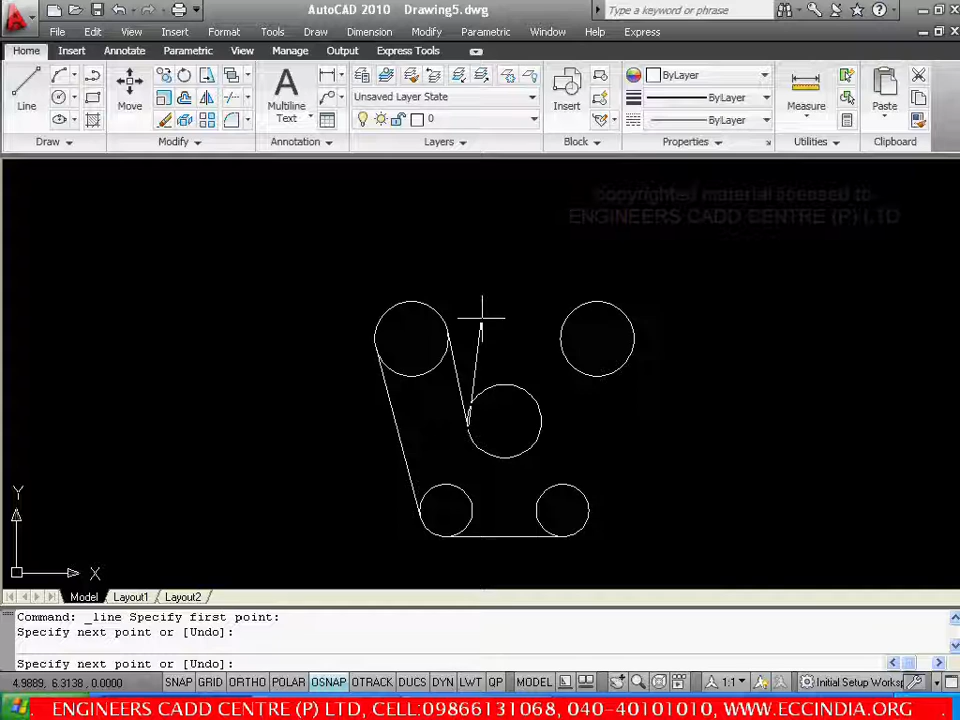 AutoCAD 2010 Drawing5.dwg
Type a keyword or phrase
File Edit View Insert Format Tools Draw Dimension Modify Parametric Window Help Express
Home Insert Annotate Parametric View Manage Output Express Tools
Line
Move
Multiline
Text
Unsaved Layer State
0
Insert
ByLayer
ByLayer
ByLayer
Measure
Paste
Draw Modify Annotation Layers Block Properties Utilities Clipboard
copyrighted material licensed to
ENGINEERS CADD CENTRE (P) LTD
Y
X
Model Layout1 Layout2
Command: _line Specify first point:
Specify next point or [Undo]:
Specify next point or [Undo]:
4.9889, 6.3138, 0.0000 SNAP GRID ORTHO POLAR OSNAP OTRACK DUCS DYN LWT QP MODEL 1:1 Initial Setup Worksp
ENGINEERS CADD CENTRE (P) LTD, CELL:09866131068, 040-40101010, WWW.ECCINDIA.ORG